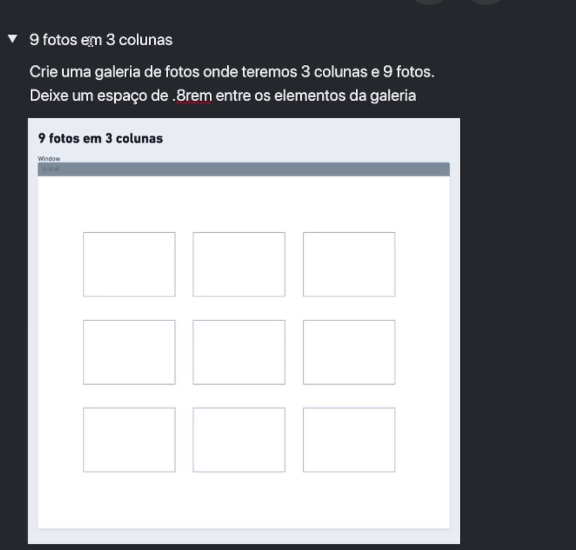 9 fotos em 3 colunas
Crie uma galeria de fotos onde teremos 3 colunas e 9 fotos.
Deixe um espaço de .8rem entre os elementos da galeria
9 fotos em 3 colunas
Window